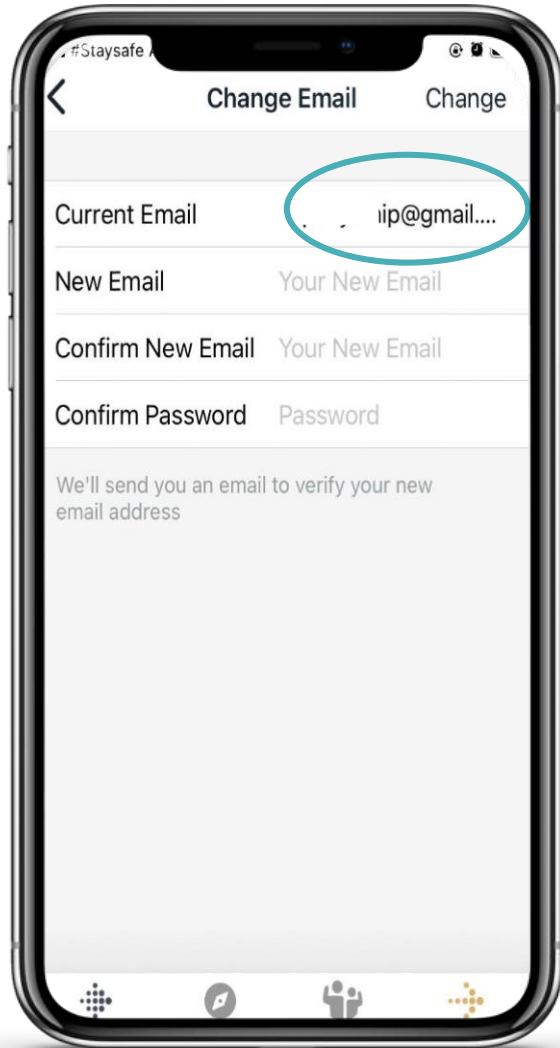 #Staysafe
Change Email Change
Current Email ip@gmail....
New Email Your New Email
Confirm New Email Your New Email
Confirm Password Password
We'll send you an email to verify your new
email address